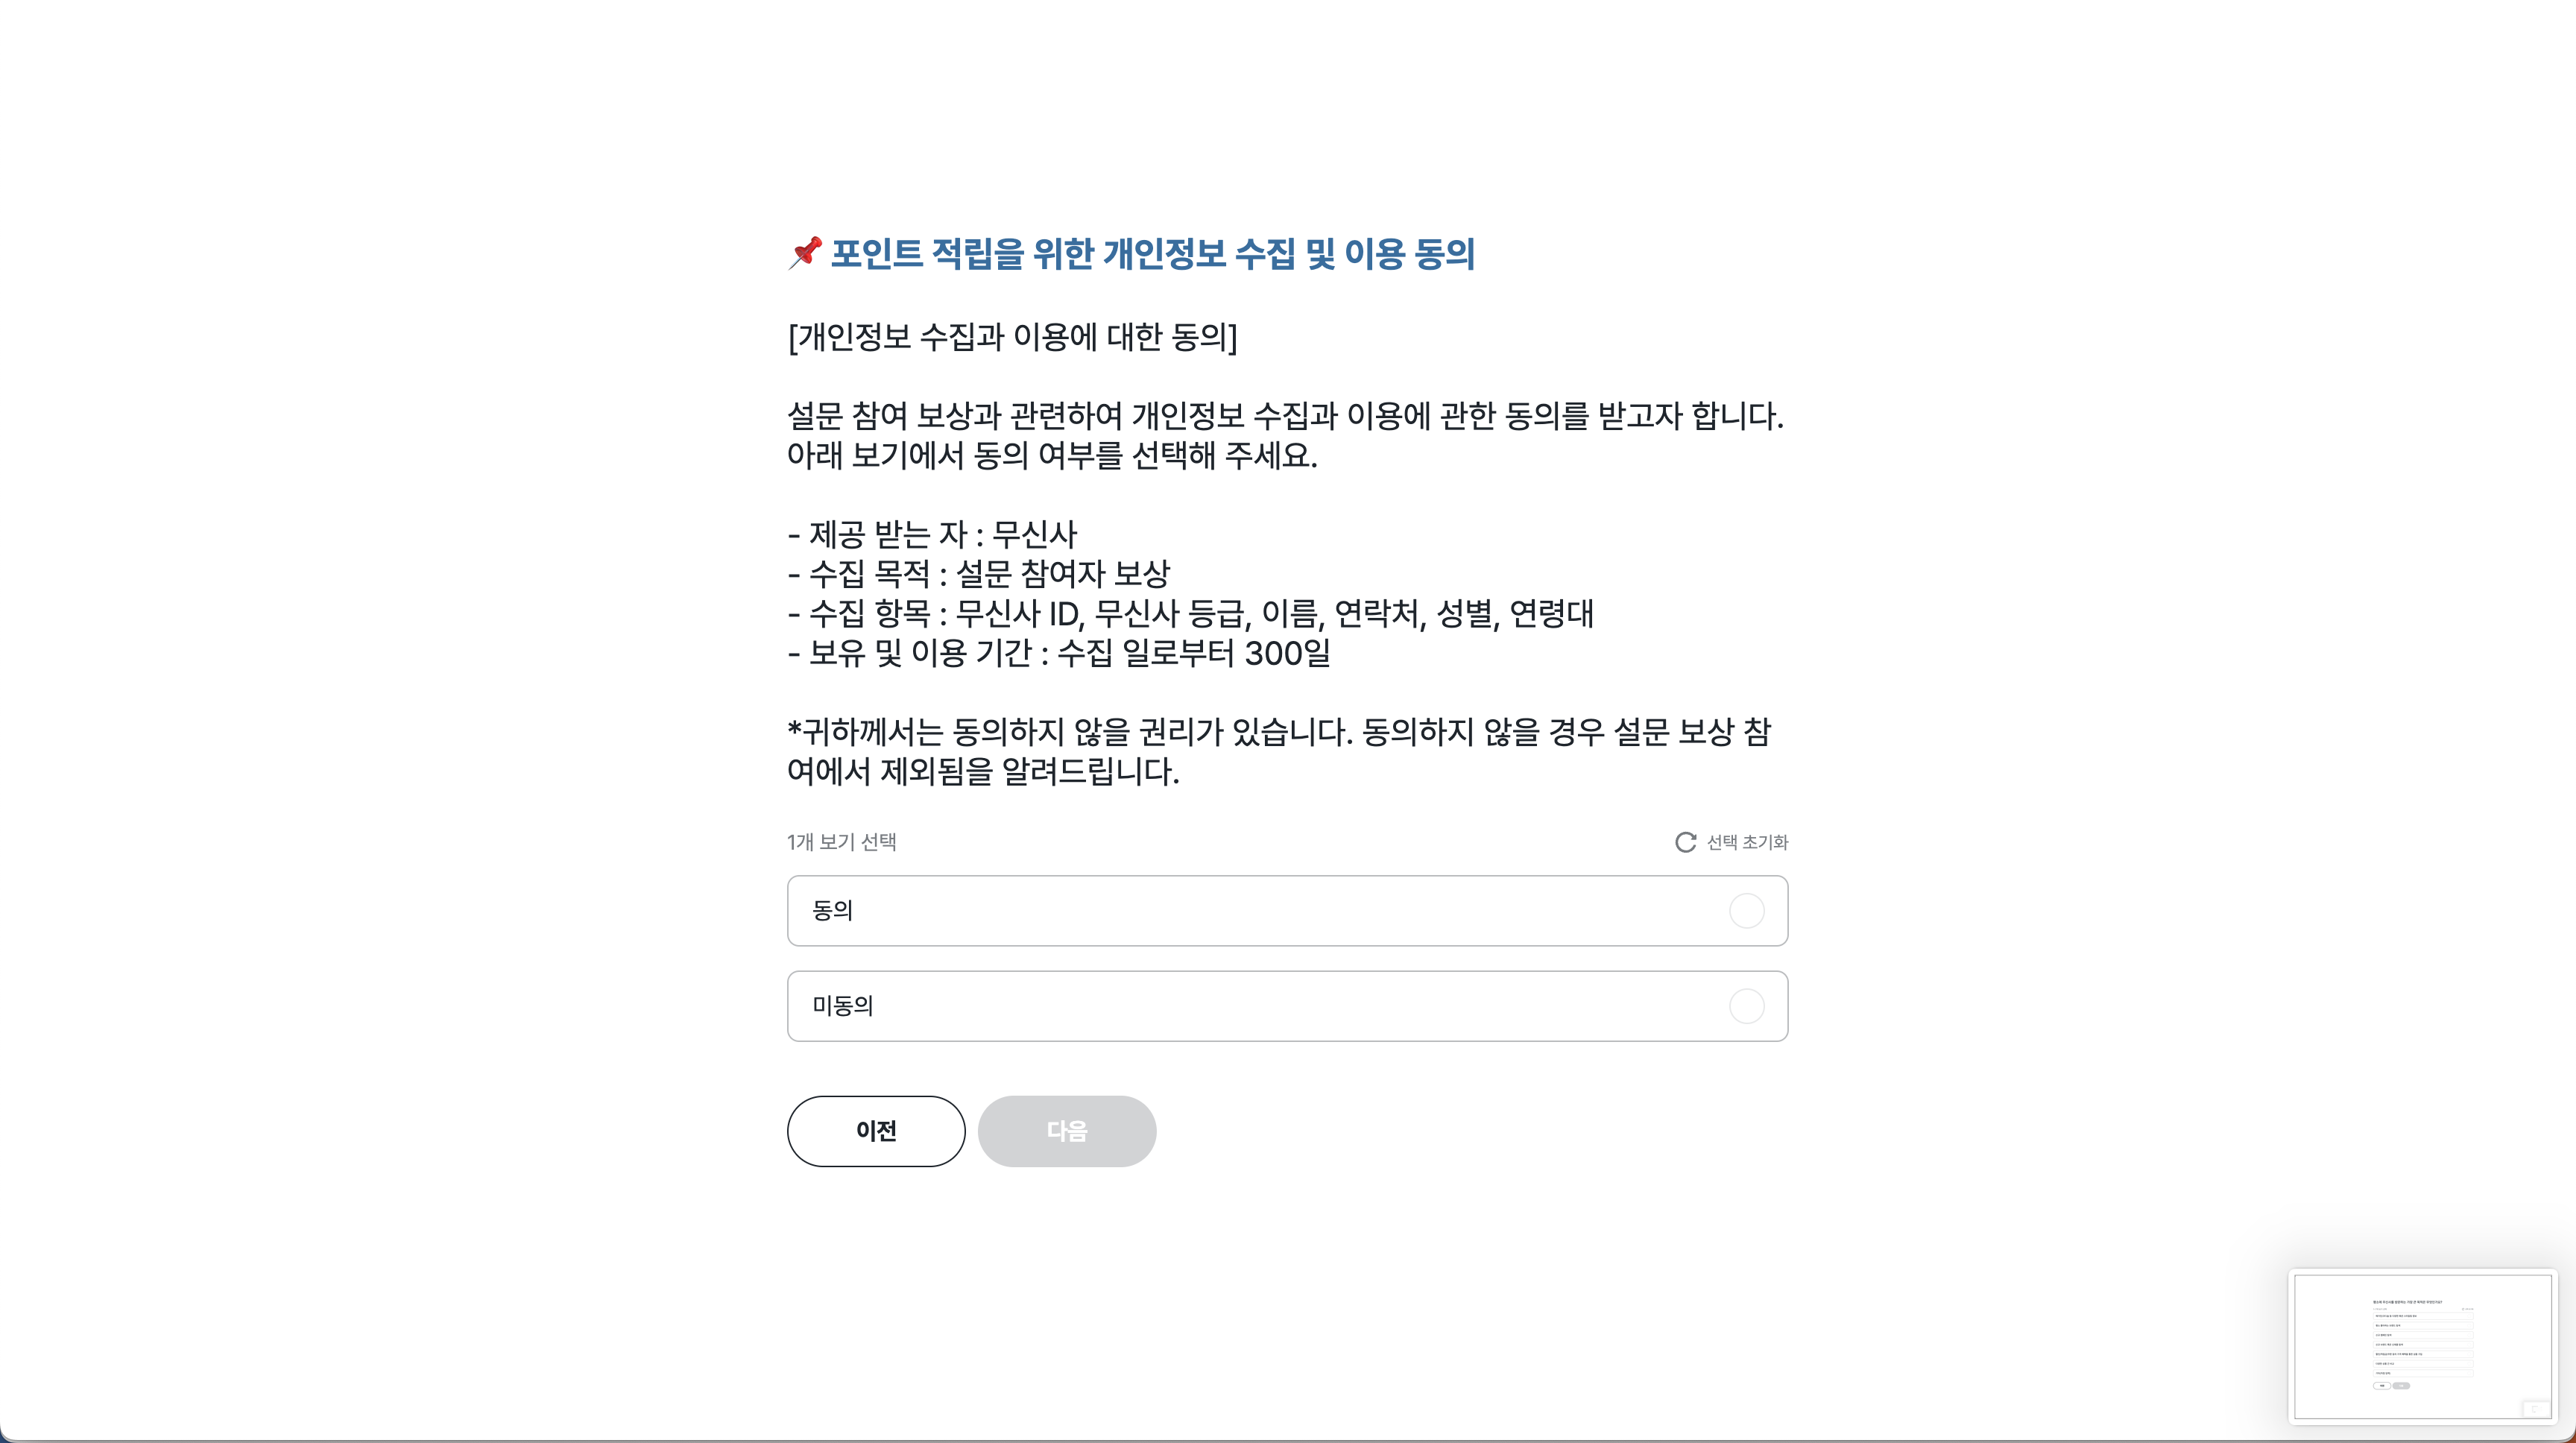 포인트 적립을 위한 개인정보 수집 및 이용 동의
[개인정보 수집과 이용에 대한 동의]
설문 참여 보상과 관련하여 개인정보 수집과 이용에 관한 동의를 받고자 합니다.
아래 보기에서 동의 여부를 선택해 주세요.
- 제공 받는 자 : 무신사
- 수집 목적 : 설문 참여자 보상
- 수집 항목 : 무신사 ID, 무신사 등급, 이름, 연락처, 성별, 연령대
- 보유 및 이용 기간 : 수집 일로부터 300일
*귀하께서는 동의하지 않을 권리가 있습니다. 동의하지 않을 경우 설문 보상 참
여에서 제외됨을 알려드립니다.
1개 보기 선택
선택 초기화
동의
미동의
이전
다음